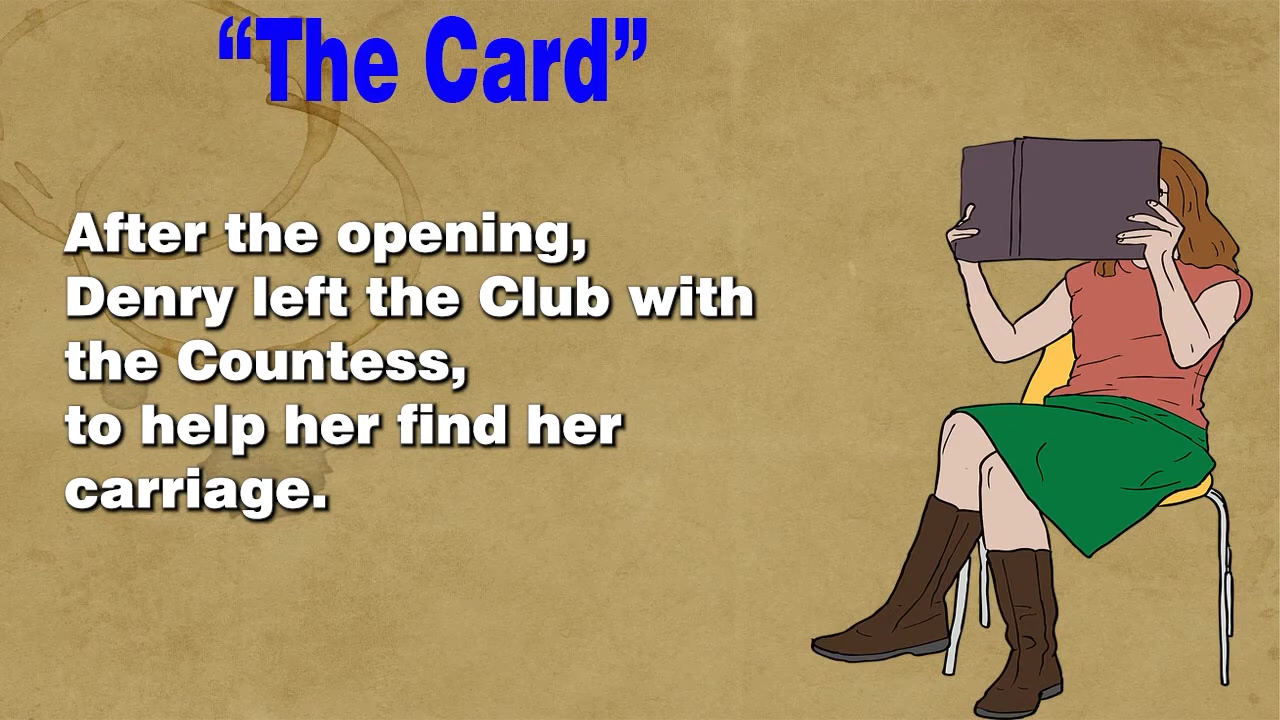 “The Card”
After the opening,
Denry left the Club with
the Countess,
to help her find her
carriage.